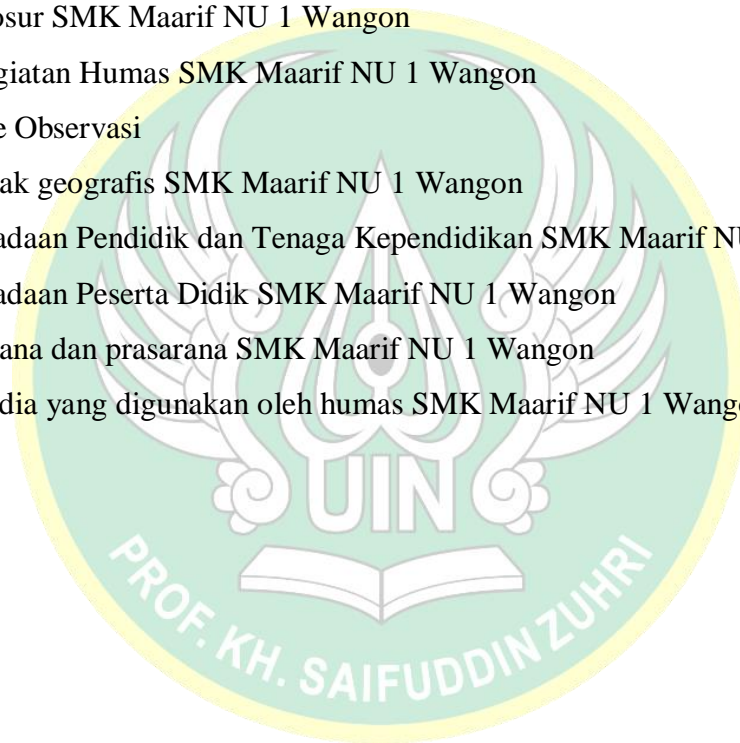 osur SMK Maarif NU 1 Wangon
giatan Humas SMK Maarif NU 1 Wangon
e Observasi
ak geografis SMK Maarif NU 1 Wangon
adaan Pendidik dan Tenaga Kependidikan SMK Maarif NU
adaan Peserta Didik SMK Maarif NU 1 Wangon
ana dan prasarana SMK Maarif NU 1 Wangon
dia yang digunakan oleh humas SMK Maarif NU 1 Wango
UIN
PROF. KH. SAIFUDDIN ZUHRI